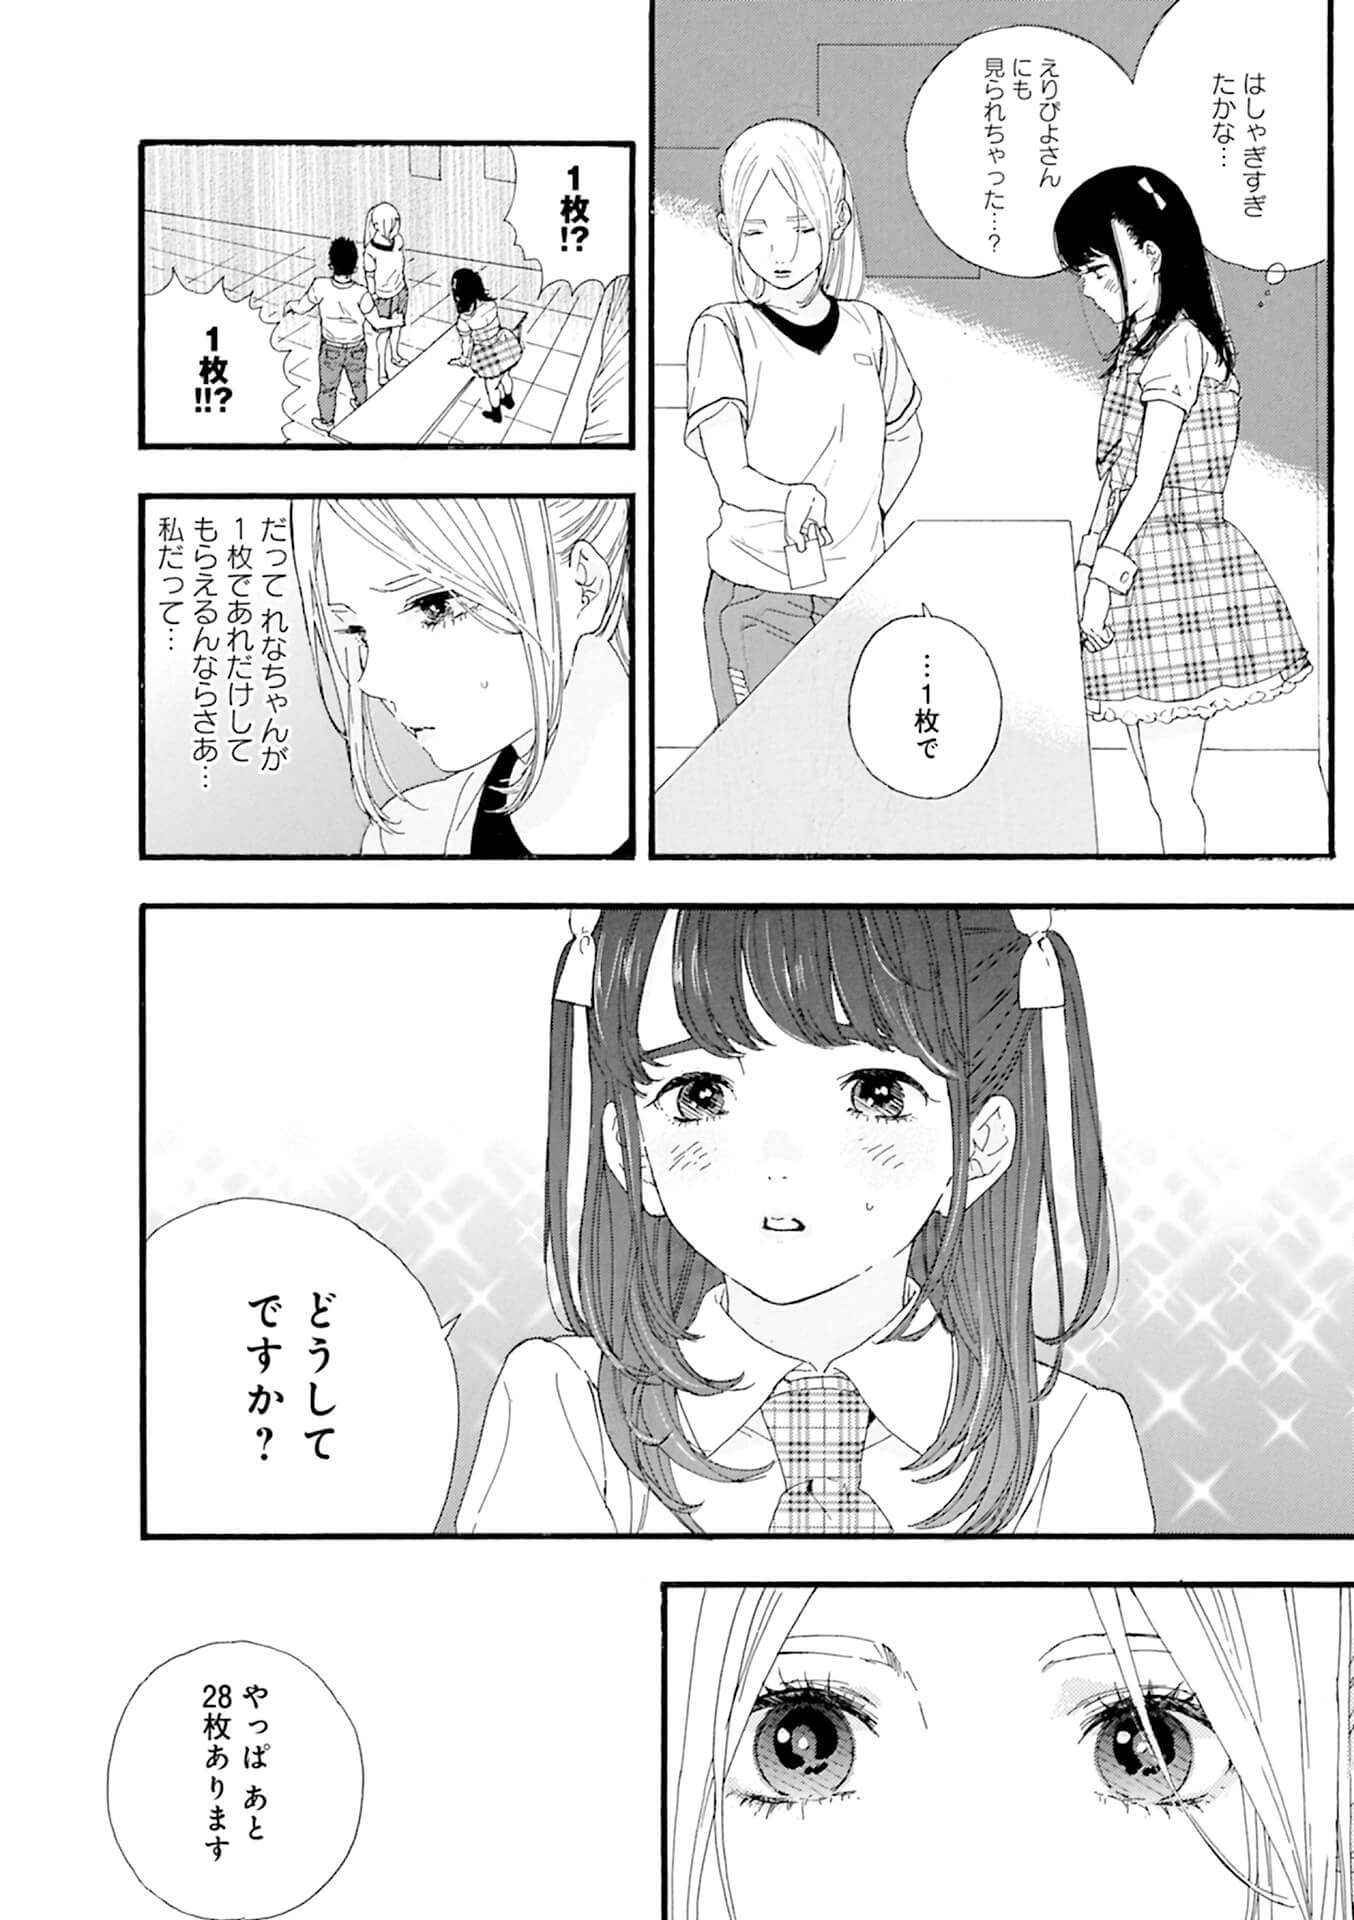 はしゃぎすぎ
たかな…
えりぴよさん
にも
見られちゃった…？
…1枚で
1枚!?
1枚!!?
だって れなちゃんが
1枚であれだけして
もらえるんならさあ…
私だって…
どうして
ですか？
やっぱ あと
28枚あります